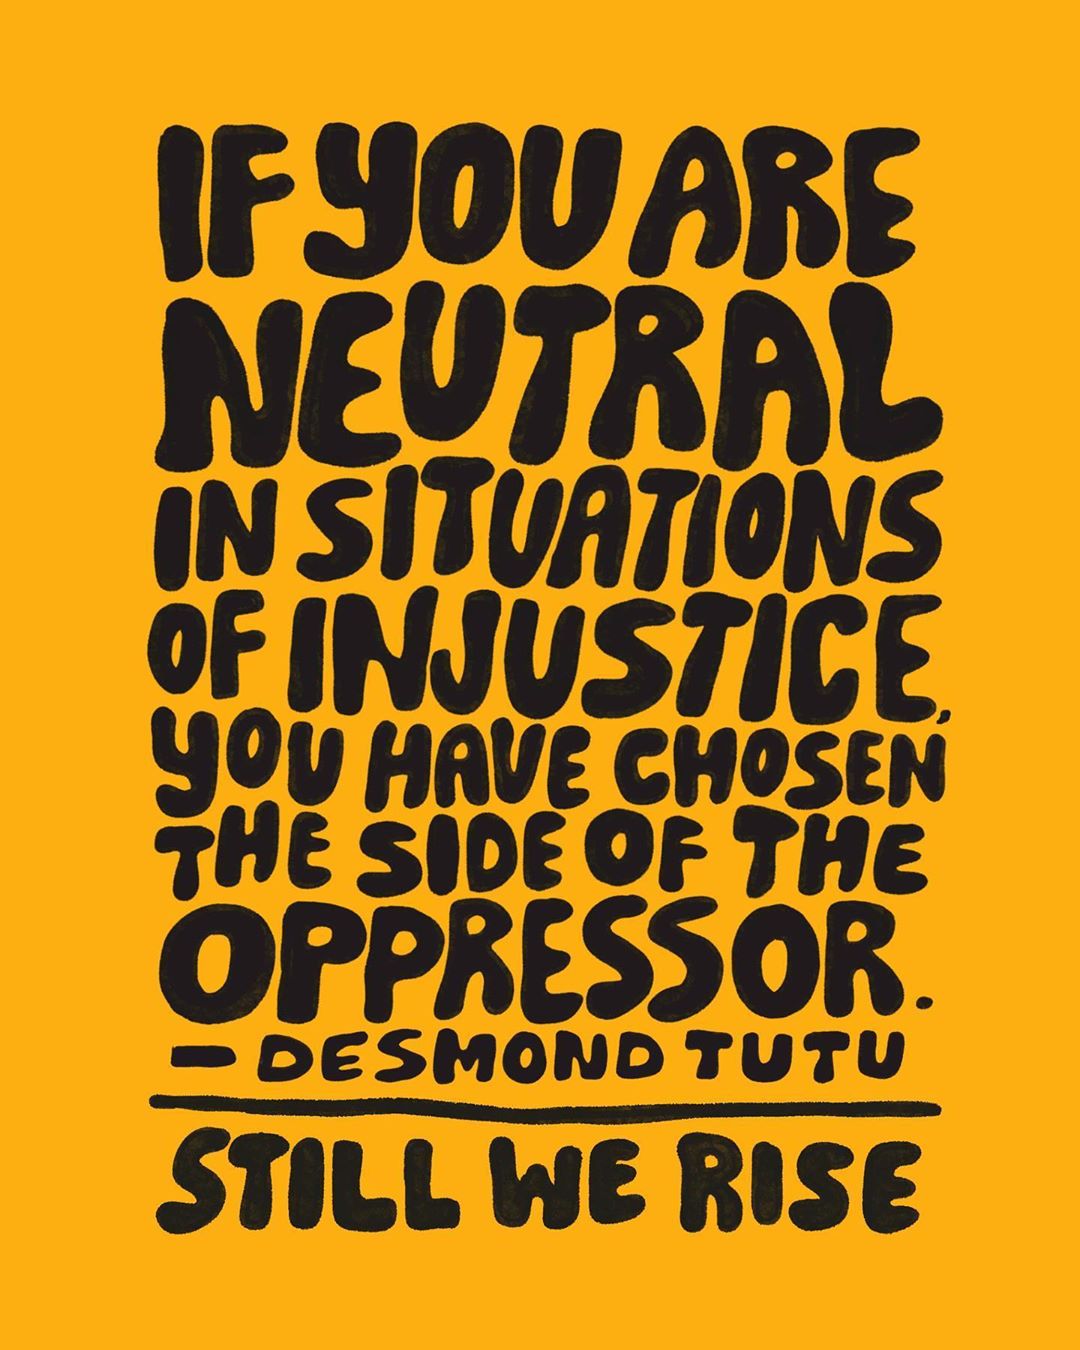 IF YOU ARE
NEUTRAL
IN SITUATIONS
OF INJUSTICE,
YOU HAVE CHOSEN
THE SIDE OF THE
OPPRESSOR.
— DESMOND TUTU
STILL WE RISE